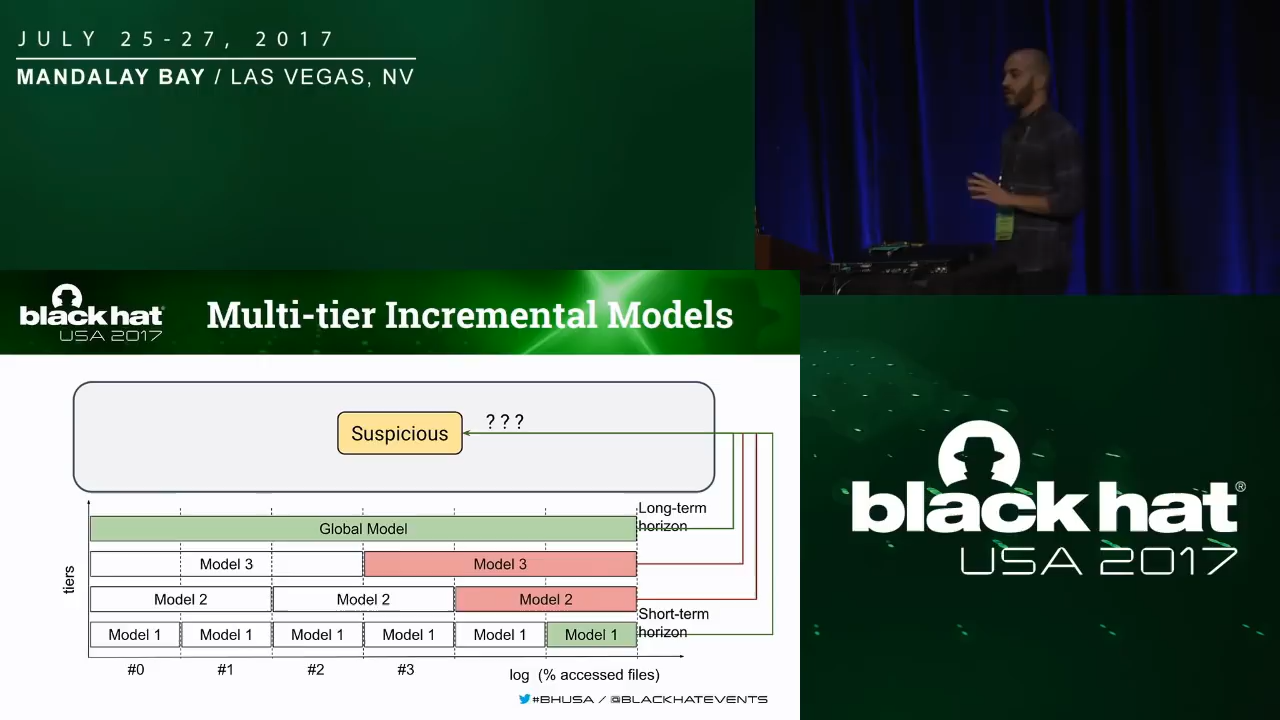 JULY 25-27, 2017
MANDALAY BAY / LAS VEGAS, NV
black hat
USA 2017
Multi-tier Incremental Models
Suspicious
? ? ?
Long-term
horizon
Global Model
Model 3 Model 3
Model 2 Model 2 Model 2
Short-term
horizon
Model 1 Model 1 Model 1 Model 1 Model 1 Model 1
tiers
#0 #1 #2 #3
log (% accessed files)
#BHUSA / @BLACKHATEVENTS
black hat®
USA 2017